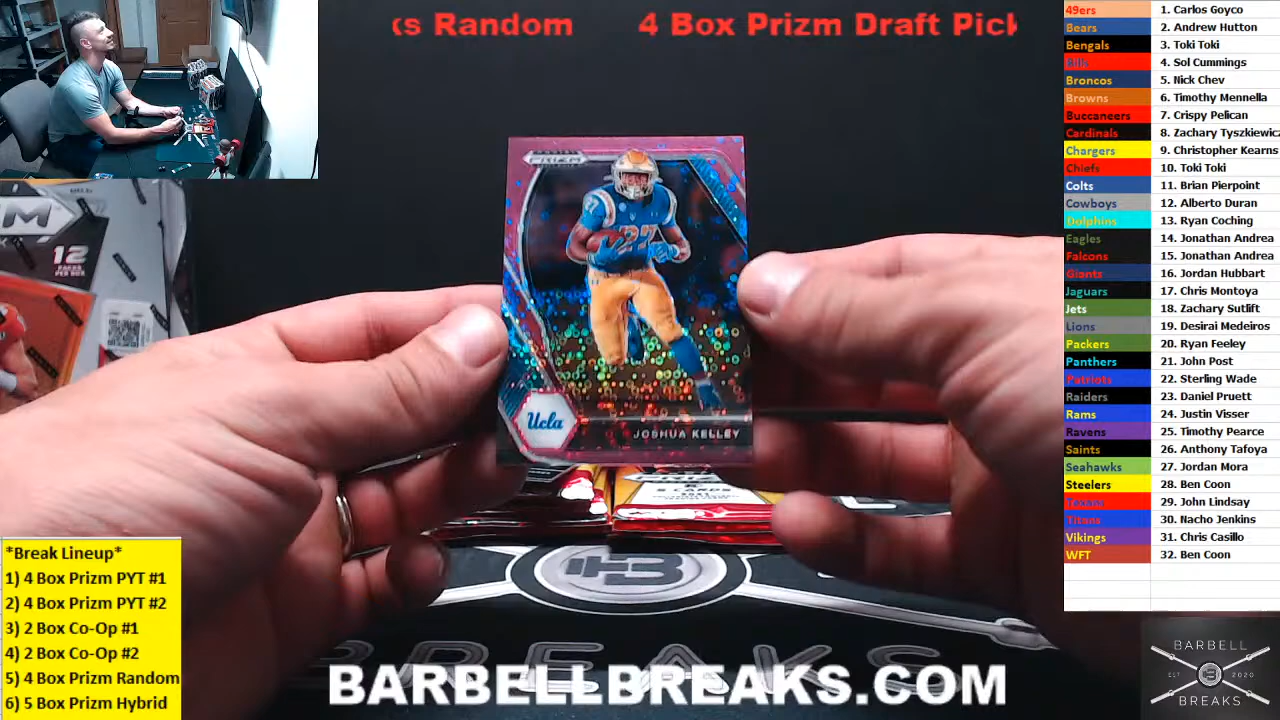 ks Random 4 Box Prizm Draft Pick
PRIZM
27
27
Ucla
JOSHUA KELLEY
12
BARBELLBREAKS.COM
*Break Lineup*
1) 4 Box Prizm PYT #1
2) 4 Box Prizm PYT #2
3) 2 Box Co-Op #1
4) 2 Box Co-Op #2
5) 4 Box Prizm Random
6) 5 Box Prizm Hybrid
49ers 1. Carlos Goyco
Bears 2. Andrew Hutton
Bengals 3. Toki Toki
Bills 4. Sol Cummings
Broncos 5. Nick Chev
Browns 6. Timothy Mennella
Buccaneers 7. Crispy Pelican
Cardinals 8. Zachary Tyszkiewicz
Chargers 9. Christopher Kearns
Chiefs 10. Toki Toki
Colts 11. Brian Pierpoint
Cowboys 12. Alberto Duran
Dolphins 13. Ryan Coching
Eagles 14. Jonathan Andrea
Falcons 15. Jonathan Andrea
Giants 16. Jordan Hubbart
Jaguars 17. Chris Montoya
Jets 18. Zachary Sutlift
Lions 19. Desirai Medeiros
Packers 20. Ryan Feeley
Panthers 21. John Post
Patriots 22. Sterling Wade
Raiders 23. Daniel Pruett
Rams 24. Justin Visser
Ravens 25. Timothy Pearce
Saints 26. Anthony Tafoya
Seahawks 27. Jordan Mora
Steelers 28. Ben Coon
Texans 29. John Lindsay
Titans 30. Nacho Jenkins
Vikings 31. Chris Casillo
WFT 32. Ben Coon
BARBELL
EST 2020
BREAKS